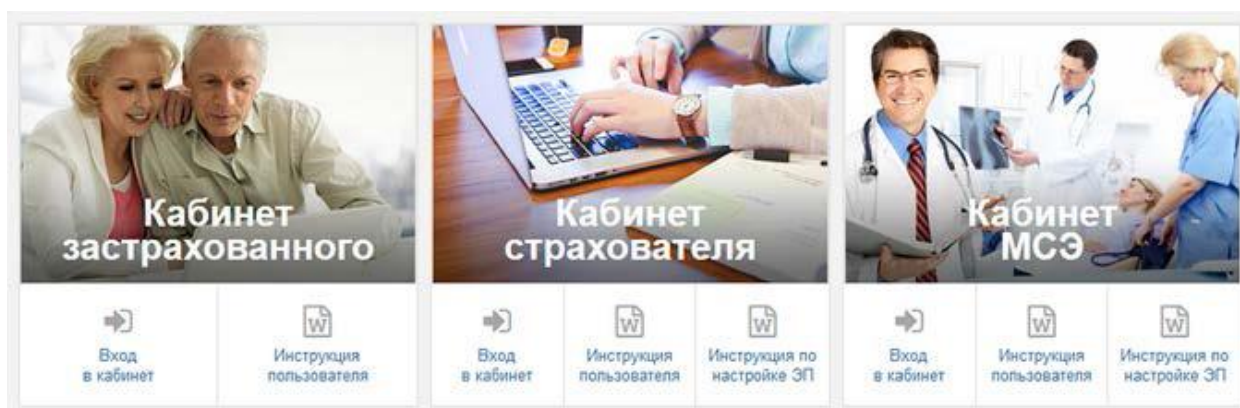 Кабинет
застрахованного
Вход
в кабинет
Инструкция
пользователя
Кабинет
страхователя
Вход
в кабинет
Инструкция
пользователя
Инструкция по
настройке ЭП
Кабинет
МСЭ
Вход
в кабинет
Инструкция
пользователя
Инструкция по
настройке ЭП